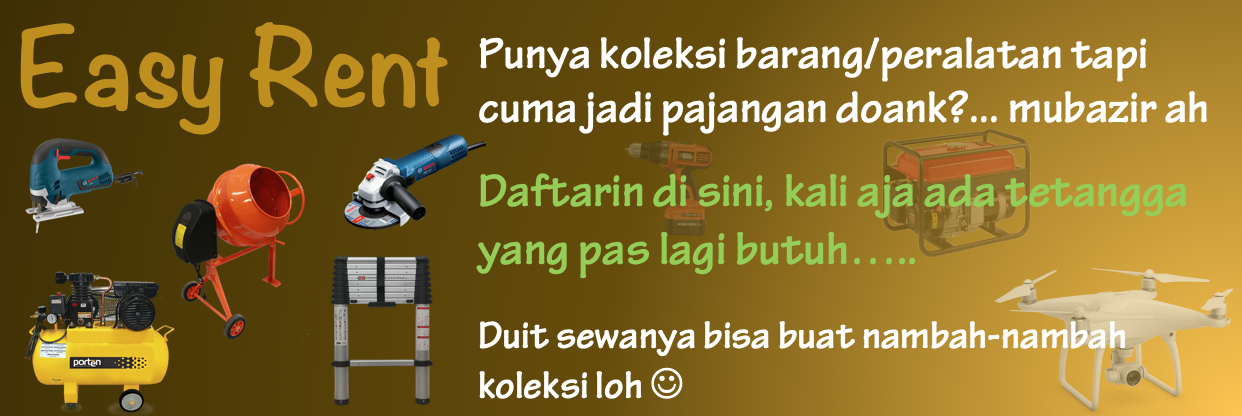 Easy Rent
Punya koleksi barang/peralatan tapi
cuma jadi pajangan doank?... mubazir ah
Daftarin di sini, kali aja ada tetangga
yang pas lagi butuh.....
Duit sewanya bisa buat nambah-nambah
koleksi loh ☺
porten